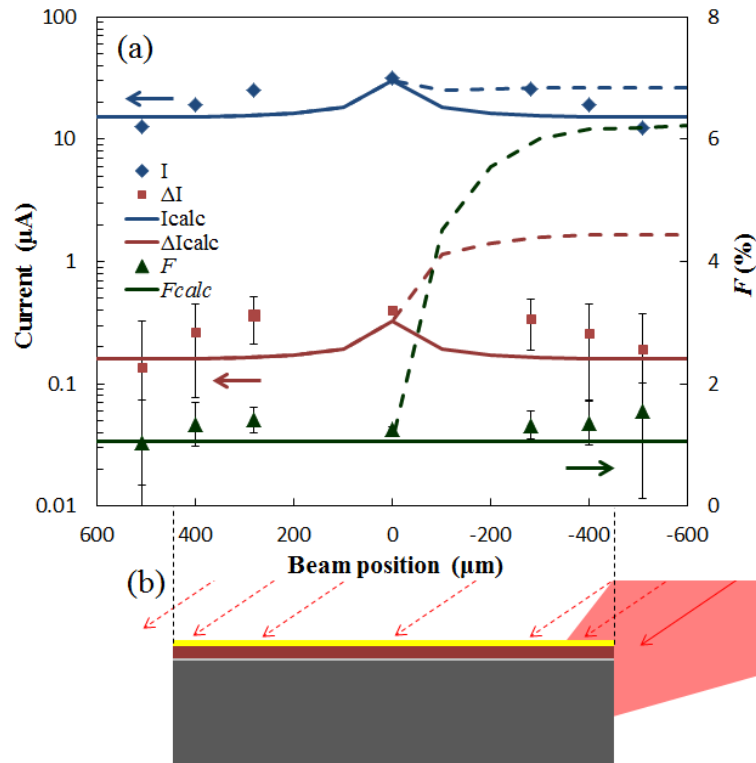 (a)
100
10
1
0.1
0.01
Current (μA)
I
ΔI
Icalc
ΔIcalc
F
Fcalc
8
6
4
2
0
F (%)
600 400 200 0 -200 -400 -600
Beam position (μm)
(b)